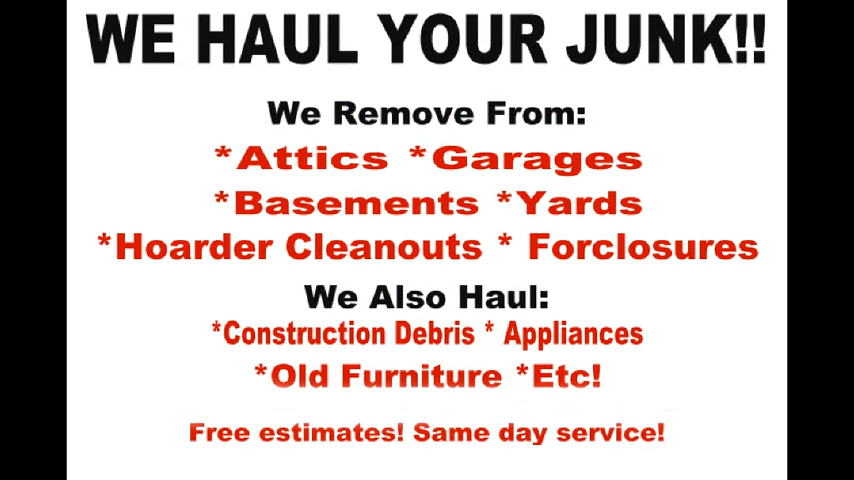 WE HAUL YOUR JUNK!!
We Remove From:
*Attics *Garages
*Basements *Yards
*Hoarder Cleanouts * Forclosures
We Also Haul:
*Construction Debris * Appliances
*Old Furniture *Etc!
Free estimates! Same day service!